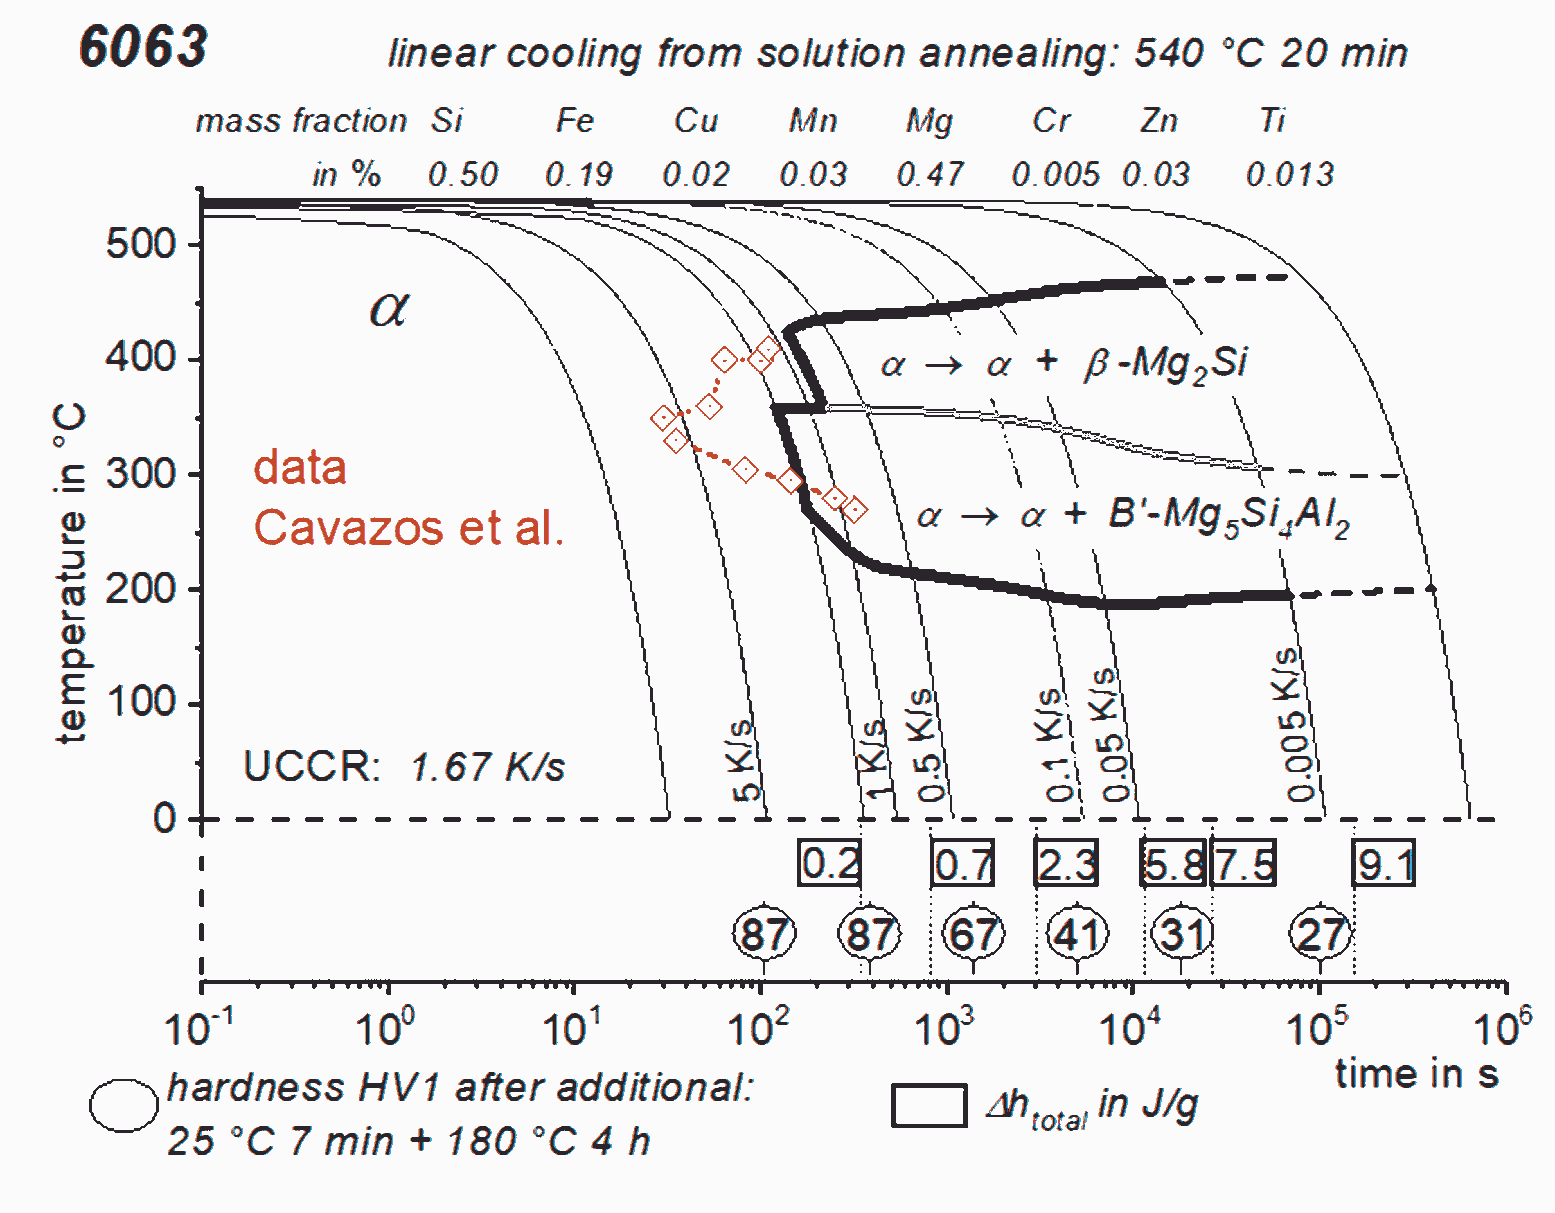 6063 linear cooling from solution annealing: 540 °C 20 min
mass fraction Si Fe Cu Mn Mg Cr Zn Ti
in % 0.50 0.19 0.02 0.03 0.47 0.005 0.03 0.013
500
α
400
α → α + β-Mg₂Si
300
data
Cavazos et al.
α → α + B'-Mg₅Si₄Al₂
200
100
0
temperature in °C
UCCR: 1.67 K/s
5 K/s
1 K/s
0.5 K/s
0.1 K/s
0.05 K/s
0.005 K/s
0.2 0.7 2.3 5.8 7.5 9.1
87 87 67 41 31 27
10⁻¹ 10⁰ 10¹ 10² 10³ 10⁴ 10⁵ 10⁶
time in s
hardness HV1 after additional:
25 °C 7 min + 180 °C 4 h
Δh_total in J/g